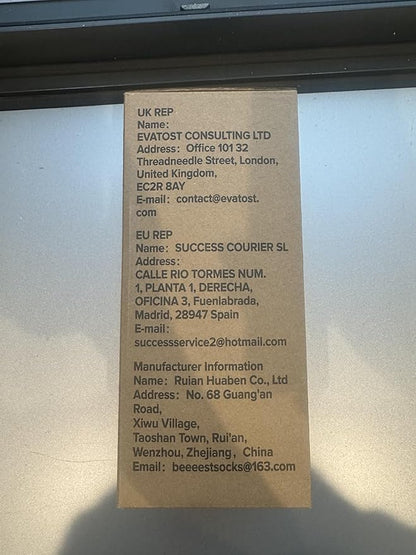 UK REP
Name:
EVATOST CONSULTING LTD
Address: Office 101 32
Threadneedle Street, London,
United Kingdom,
EC2R 8AY
E-mail: contact@evatost.
com
EU REP
Name: SUCCESS COURIER SL
Address:
CALLE RIO TORMES NUM.
1, PLANTA 1, DERECHA,
OFICINA 3, Fuenlabrada,
Madrid, 28947 Spain
E-mail:
successservice2@hotmail.com
Manufacturer Information
Name: Ruian Huaben Co., Ltd
Address: No. 68 Guang'an
Road,
Xiwu Village,
Taoshan Town, Rui'an,
Wenzhou, Zhejiang, China
Email: beeeestsocks@163.com